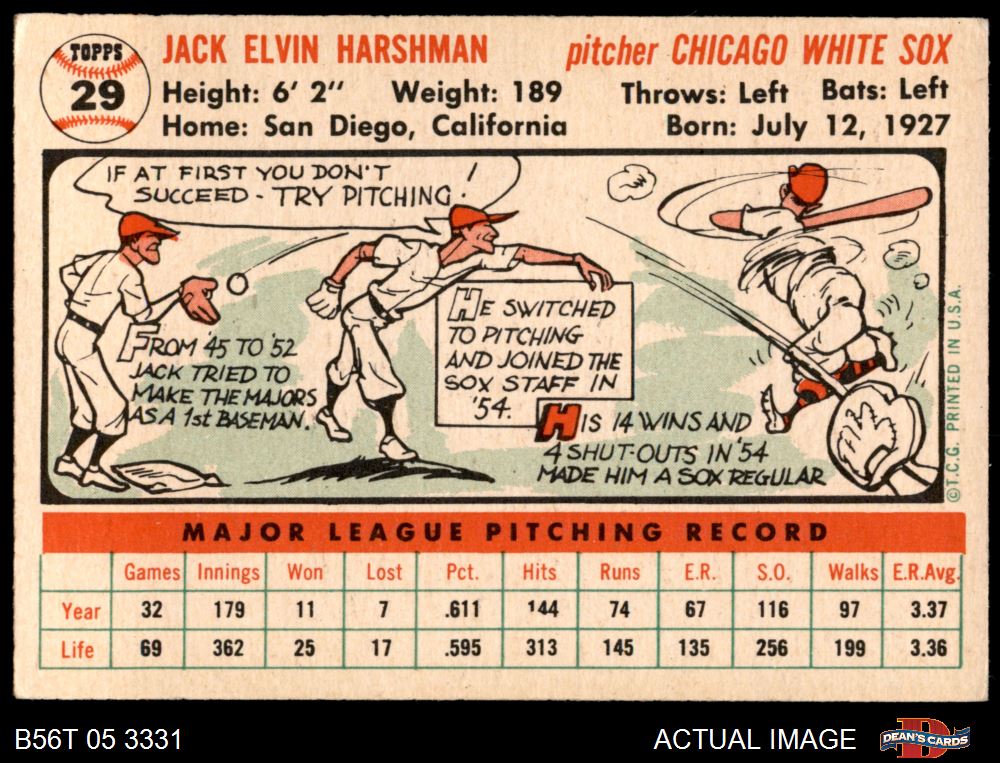 TOPPS
29
JACK ELVIN HARSHMAN pitcher CHICAGO WHITE SOX
Height: 6' 2" Weight: 189 Throws: Left Bats: Left
Home: San Diego, California Born: July 12, 1927
IF AT FIRST YOU DON'T
SUCCEED - TRY PITCHING!
FROM '45 TO '52
JACK TRIED TO
MAKE THE MAJORS
AS A 1st BASEMAN.
HE SWITCHED
TO PITCHING
AND JOINED THE
SOX STAFF IN
'54.
HIS 14 WINS AND
4 SHUT-OUTS IN '54
MADE HIM A SOX REGULAR
©T.C.G. PRINTED IN U.S.A.
MAJOR LEAGUE PITCHING RECORD
Games Innings Won Lost Pct. Hits Runs E.R. S.O. Walks E.R.Avg.
Year 32 179 11 7 .611 144 74 67 116 97 3.37
Life 69 362 25 17 .595 313 145 135 256 199 3.36
B56T 05 3331 ACTUAL IMAGE DEAN'S CARDS